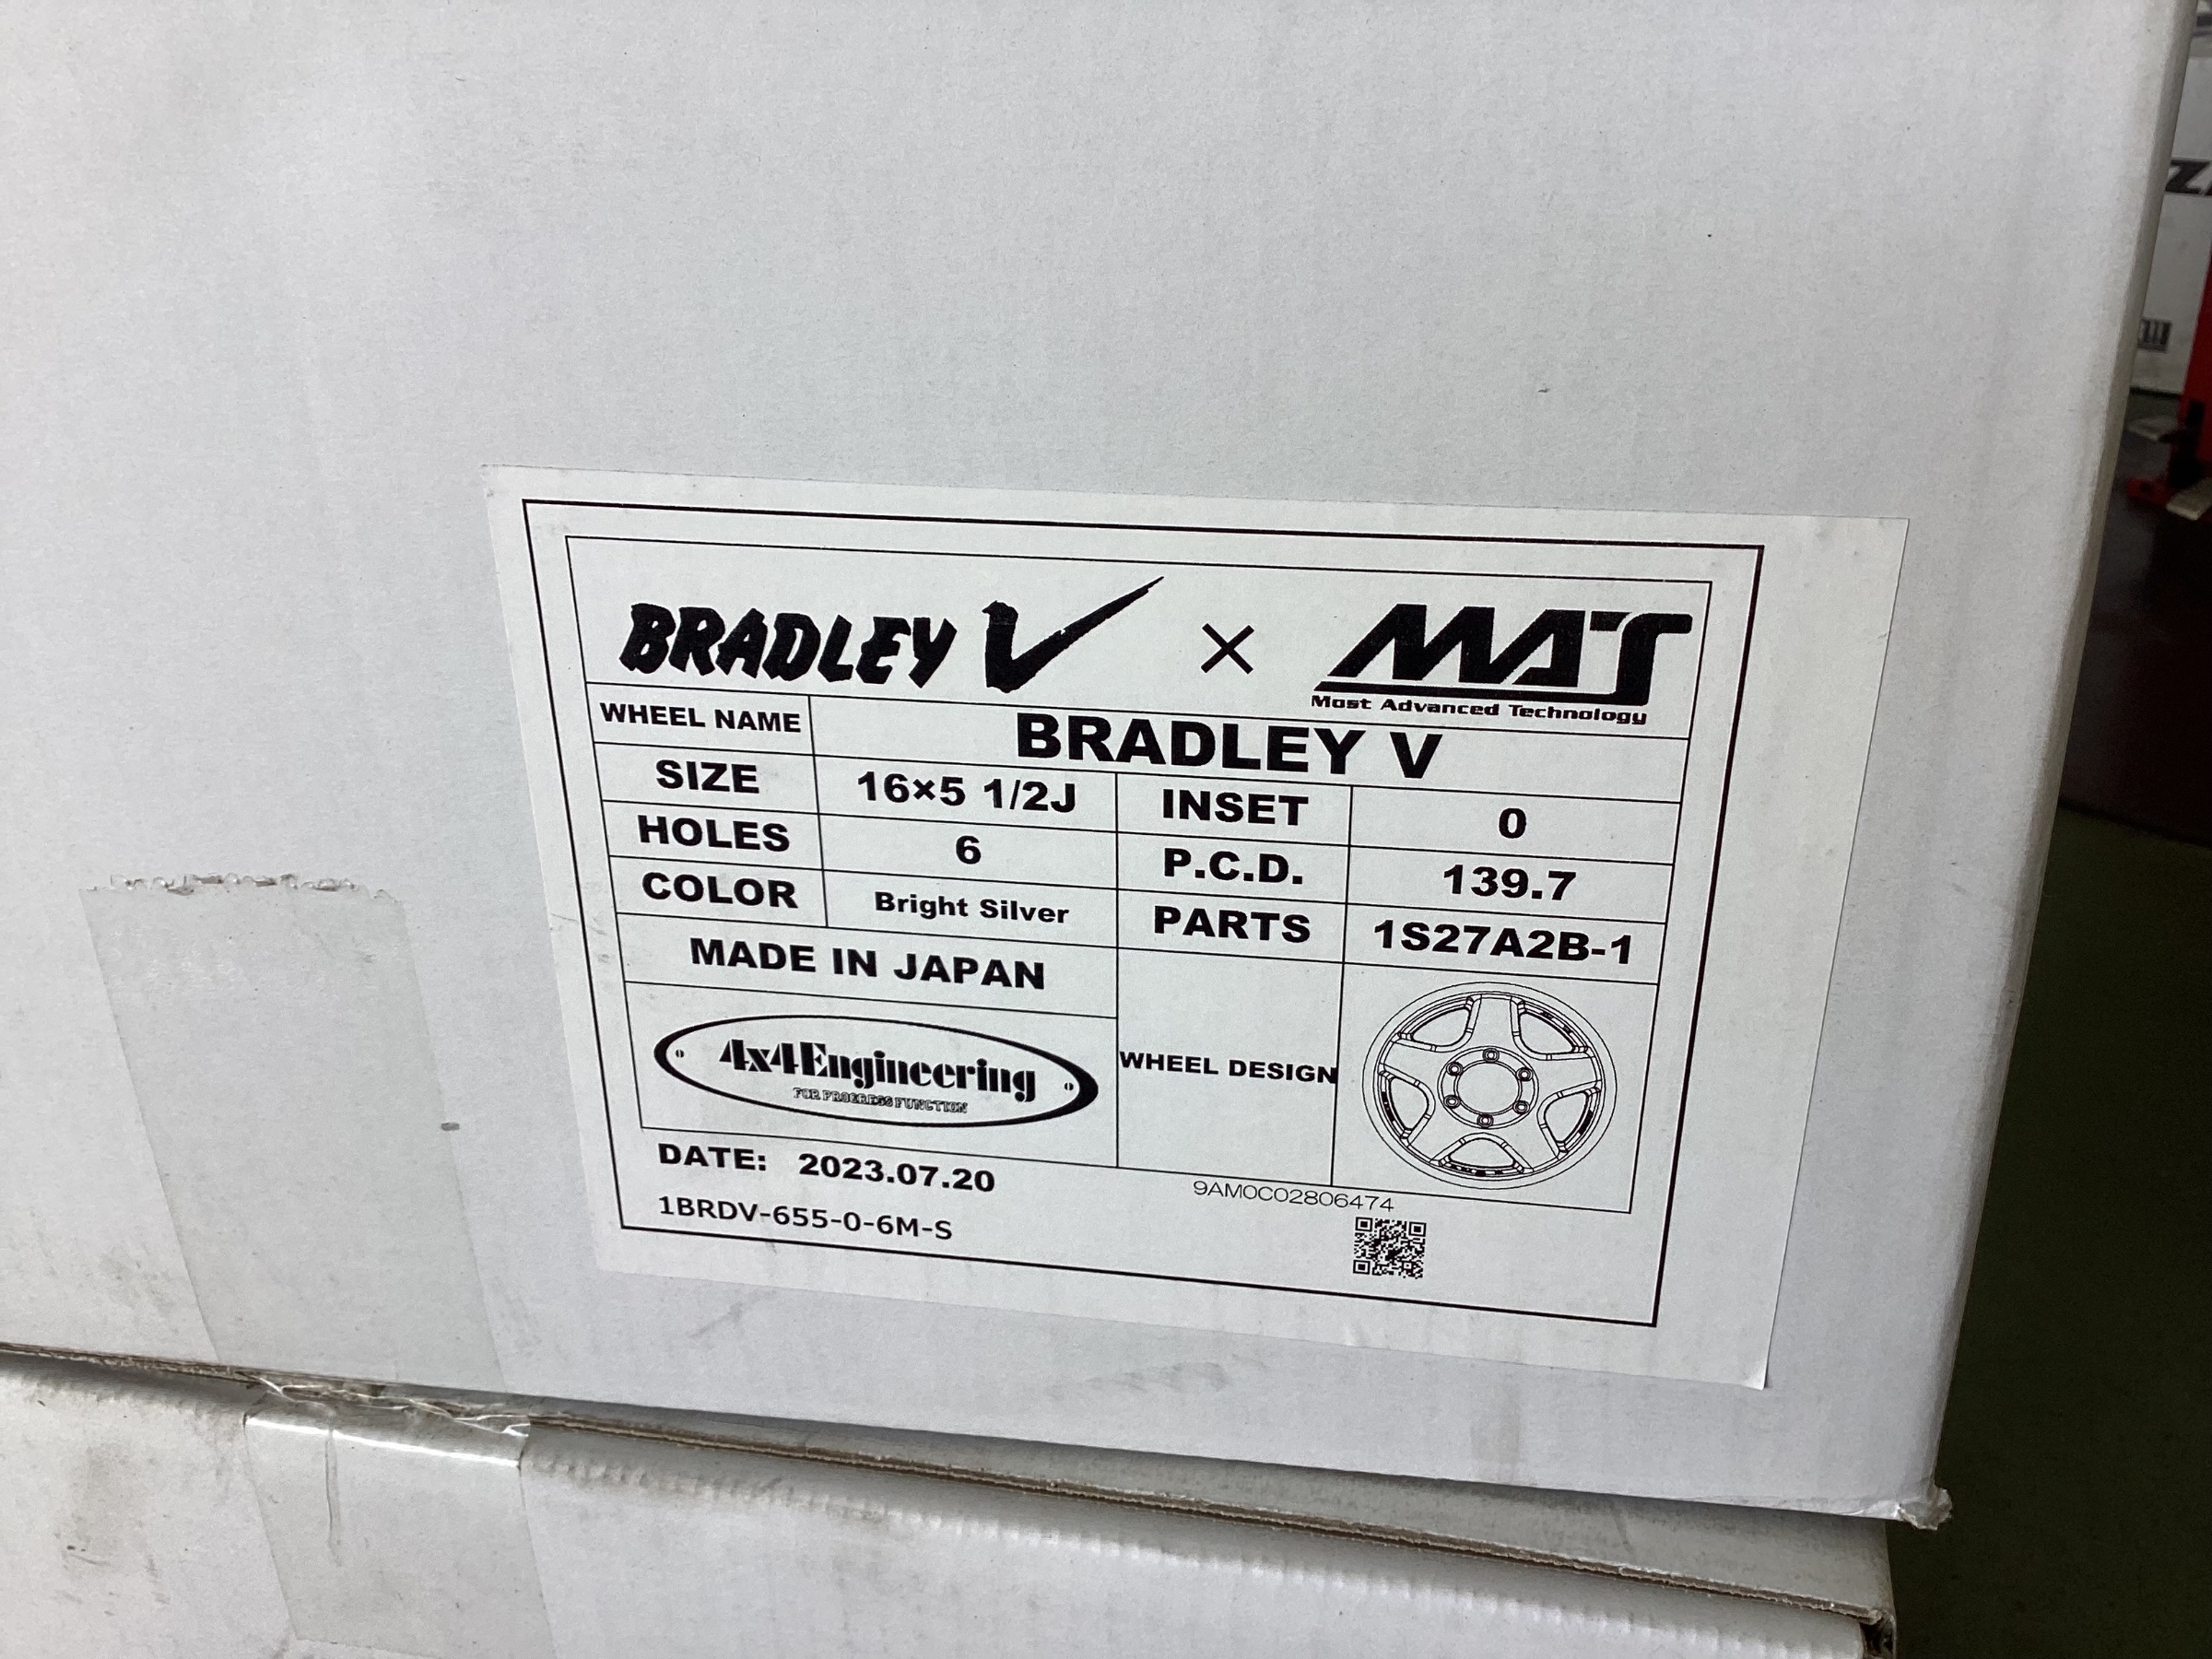 BRADLEY V × MAT
Most Advanced Technology
WHEEL NAME BRADLEY V
SIZE 16×5 1/2J INSET 0
HOLES 6 P.C.D. 139.7
COLOR Bright Silver PARTS 1S27A2B-1
MADE IN JAPAN
4x4Engineering
FOR PROGRESS FUNCTION
WHEEL DESIGN
DATE: 2023.07.20
9AM0C02806474
1BRDV-655-0-6M-S